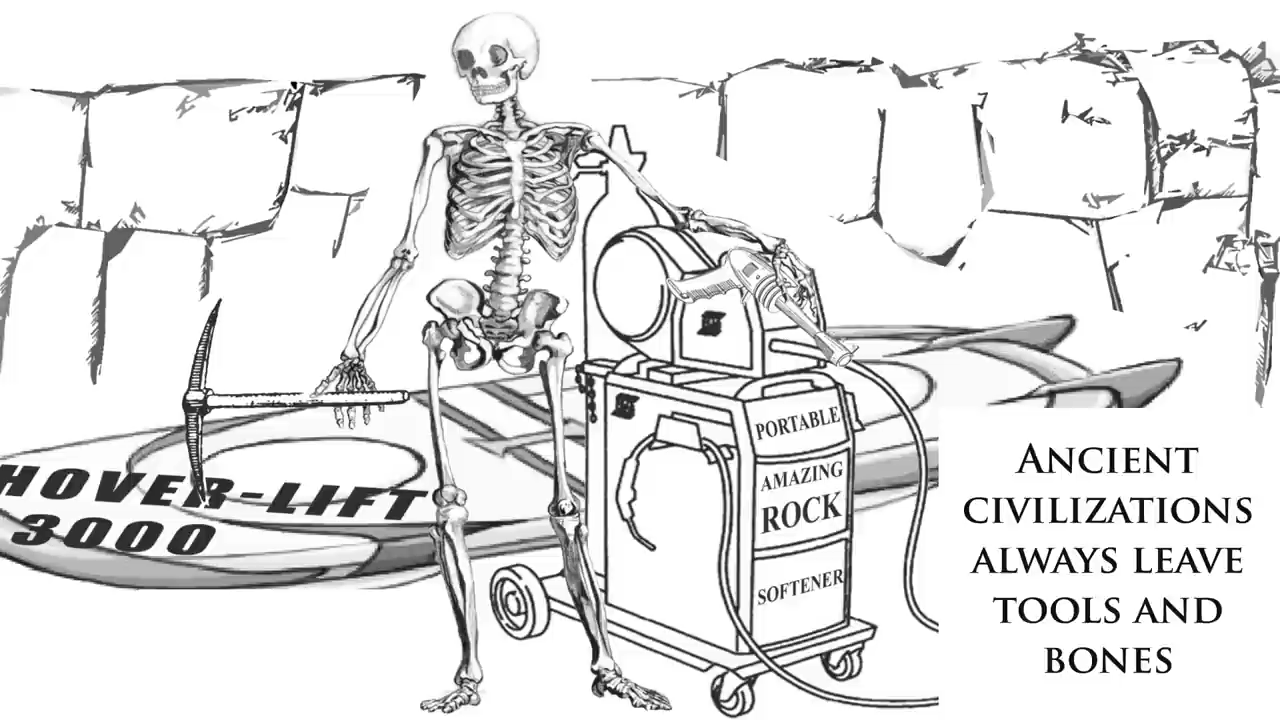 HOVER-LIFT
3000
PORTABLE
AMAZING
ROCK
SOFTENER
ANCIENT
CIVILIZATIONS
ALWAYS LEAVE
TOOLS AND
BONES